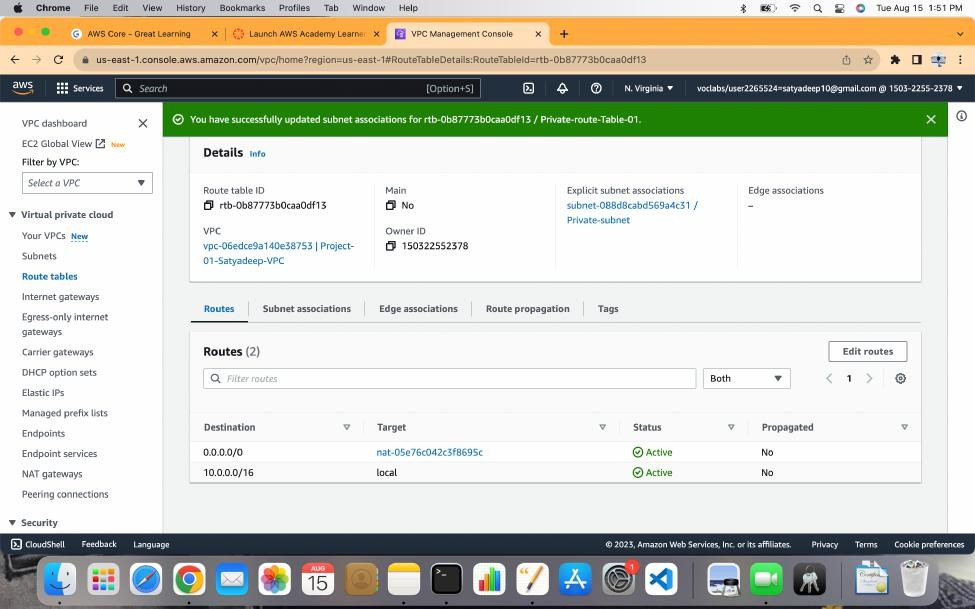 Chrome File Edit View History Bookmarks Profiles Tab Window Help Tue Aug 15 1:51 PM
AWS Core - Great Learning
Launch AWS Academy Learner
VPC Management Console
us-east-1.console.aws.amazon.com/vpc/home?region=us-east-1#RouteTableDetails:RouteTableId=rtb-0b87773b0caa0df13
aws Services Search [Option+S] N. Virginia voclabs/user2265524=satyadeep10@gmail.com @ 1503-2255-2378
VPC dashboard
EC2 Global View New
Filter by VPC:
Select a VPC
Virtual private cloud
Your VPCs New
Subnets
Route tables
Internet gateways
Egress-only internet
gateways
Carrier gateways
DHCP option sets
Elastic IPs
Managed prefix lists
Endpoints
Endpoint services
NAT gateways
Peering connections
Security
You have successfully updated subnet associations for rtb-0b87773b0caa0df13 / Private-route-Table-01.
Details Info
Route table ID
rtb-0b87773b0caa0df13
VPC
vpc-06edce9a140e38753 | Project-
01-Satyadeep-VPC
Main
No
Owner ID
150322552378
Explicit subnet associations
subnet-088d8cabd569a4c31 /
Private-subnet
Edge associations
–
Routes Subnet associations Edge associations Route propagation Tags
Routes (2)
Edit routes
Filter routes
Both
1
Destination Target Status Propagated
0.0.0.0/0 nat-05e76c042c3f8695c Active No
10.0.0.0/16 local Active No
CloudShell Feedback Language © 2023, Amazon Web Services, Inc. or its affiliates. Privacy Terms Cookie preferences
AUG
15
1